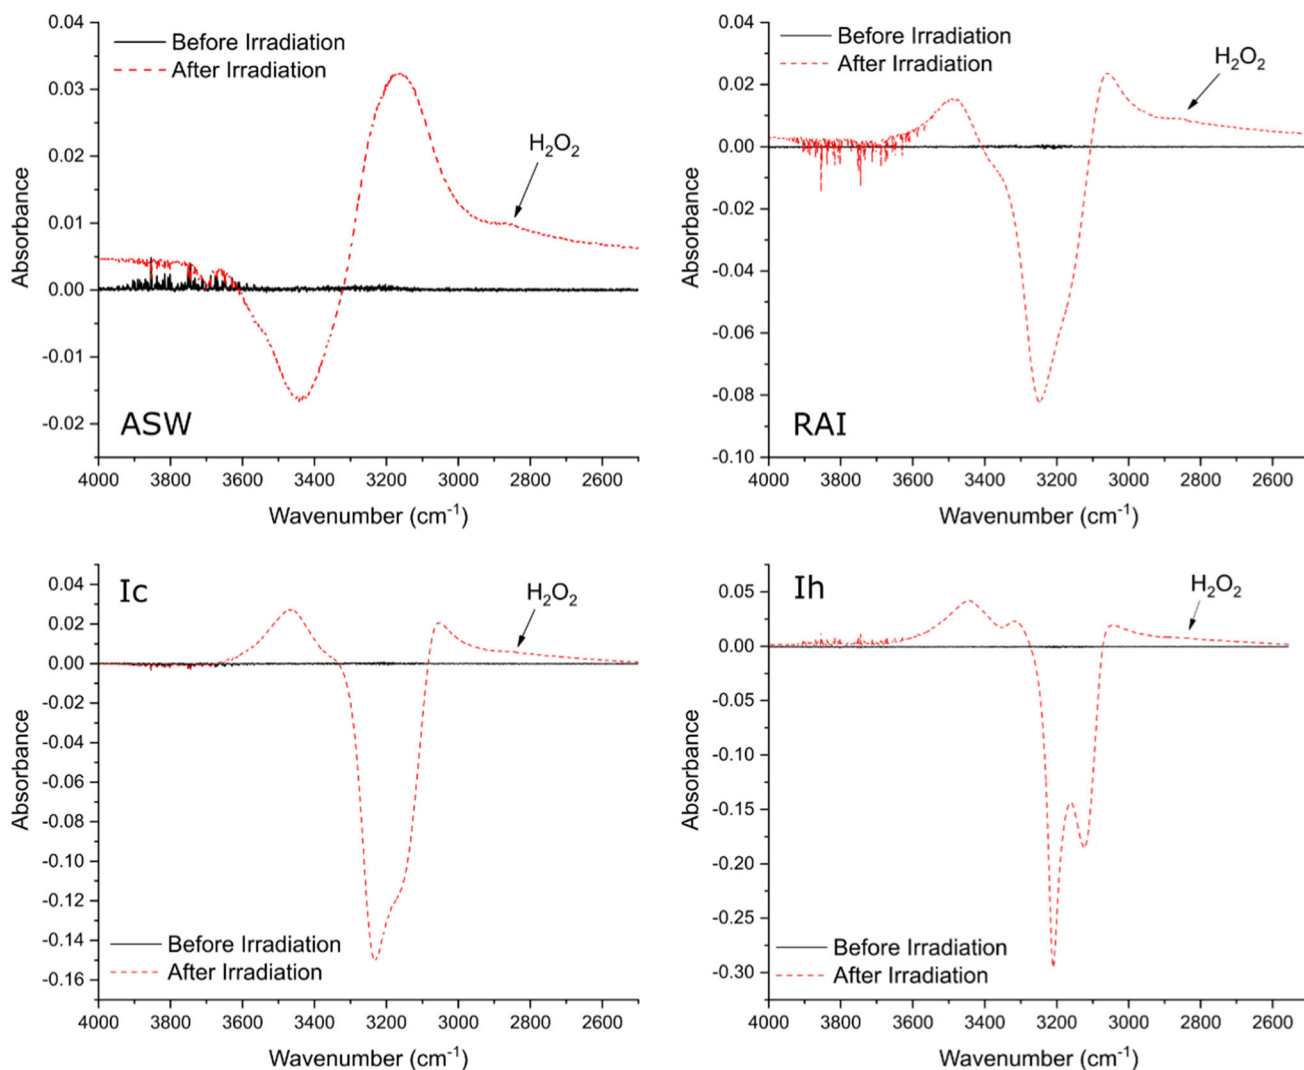 0.04
0.03
0.02
0.01
0.00
-0.01
-0.02
Absorbance
Before Irradiation
After Irradiation
H₂O₂
ASW
4000 3600 3200 2800
Wavenumber (cm⁻¹)
0.04
0.02
0.00
-0.02
-0.04
-0.06
-0.08
-0.10
Absorbance
Before Irradiation
After Irradiation
H₂O₂
RAI
4000 3800 3600 3400 3200 3000 2800 2600
Wavenumber (cm⁻¹)
0.04
0.02
0.00
-0.02
-0.04
-0.06
-0.08
-0.10
-0.12
-0.14
-0.16
Absorbance
Ic
H₂O₂
Before Irradiation
After Irradiation
4000 3800 3600 3400 3200 3000 2800 2600
Wavenumber (cm⁻¹)
0.05
0.00
-0.05
-0.10
-0.15
-0.20
-0.25
-0.30
Absorbance
Ih
H₂O₂
Before Irradiation
After Irradiation
4000 3800 3600 3400 3200 3000 2800 2600
Wavenumber (cm⁻¹)